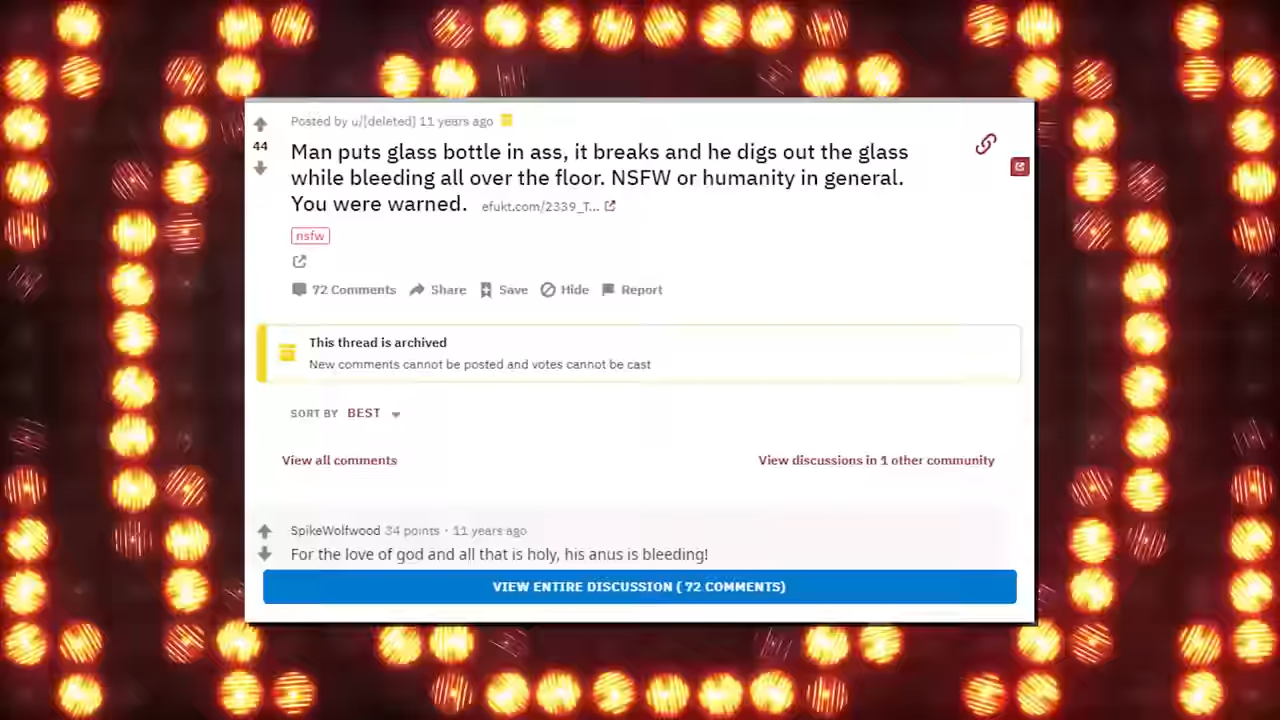 Posted by u/[deleted] 11 years ago
44
Man puts glass bottle in ass, it breaks and he digs out the glass
while bleeding all over the floor. NSFW or humanity in general.
You were warned. efukt.com/2339_T...
nsfw
72 Comments Share Save Hide Report
This thread is archived
New comments cannot be posted and votes cannot be cast
SORT BY BEST
View all comments View discussions in 1 other community
SpikeWolfwood 34 points · 11 years ago
For the love of god and all that is holy, his anus is bleeding!
VIEW ENTIRE DISCUSSION ( 72 COMMENTS)